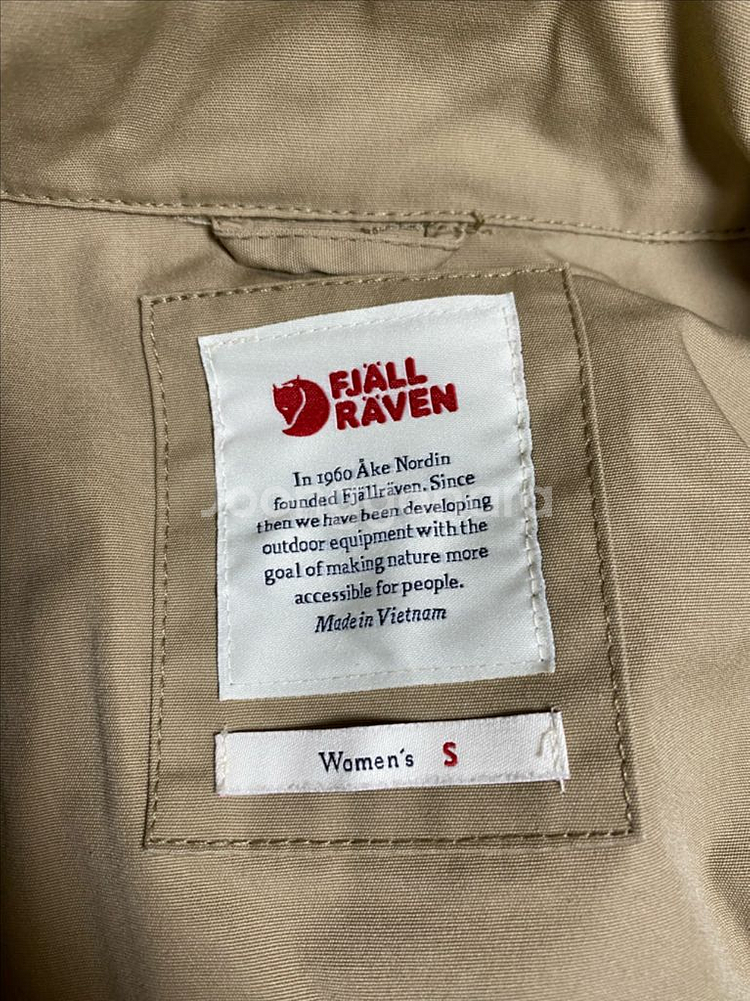 FJÄLL
RÄVEN
In 1960 Åke Nordin
founded Fjällräven. Since
then we have been developing
outdoor equipment with the
goal of making nature more
accessible for people.
Made in Vietnam
Women's S